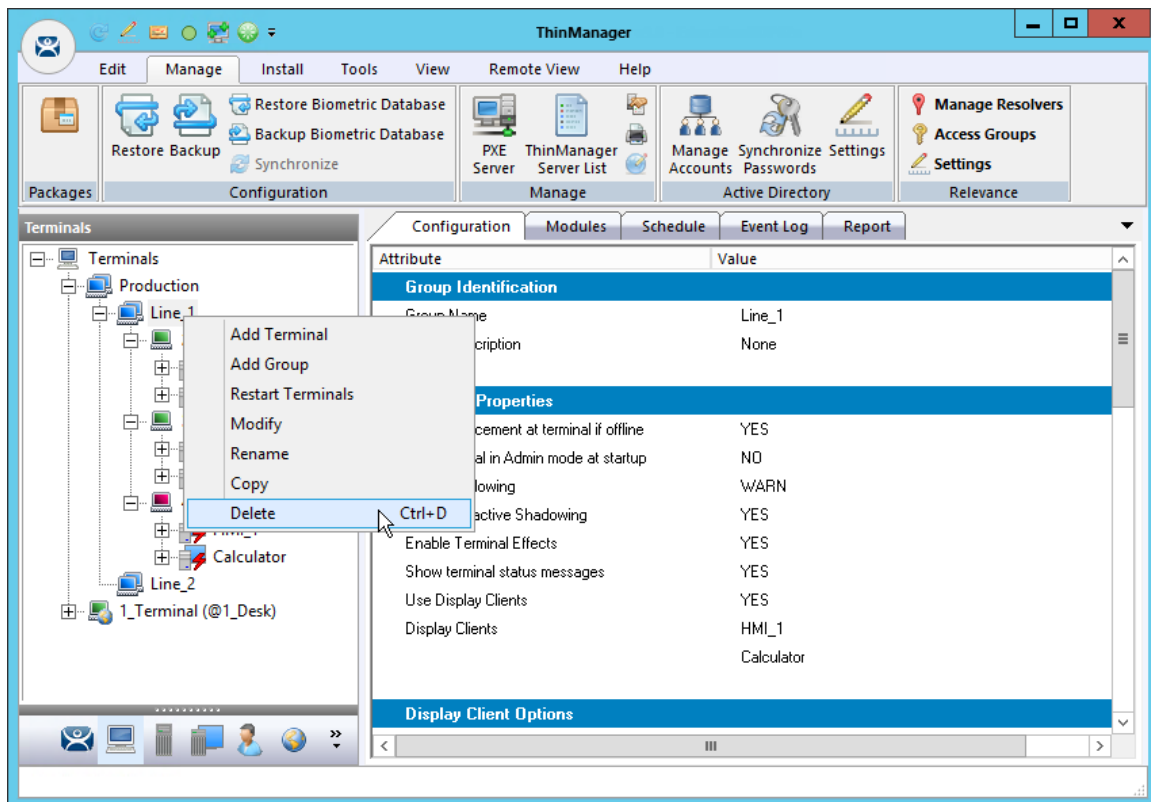 ThinManager
Edit Manage Install Tools View Remote View Help
Restore Backup
Restore Biometric Database
Backup Biometric Database
Synchronize
PXE Server
ThinManager Server List
Manage Accounts
Synchronize Passwords
Settings
Manage Resolvers
Access Groups
Settings
Packages Configuration Manage Active Directory Relevance
Terminals
Terminals
Production
Line_1
Add Terminal
Add Group
Restart Terminals
Modify
Rename
Copy
Delete Ctrl+D
Calculator
Line_2
1_Terminal (@1_Desk)
Configuration Modules Schedule Event Log Report
Attribute Value
Group Identification
Group Name Line_1
None
Properties
at terminal if offline YES
in Admin mode at startup NO
WARN
Shadowing YES
Enable Terminal Effects YES
Show terminal status messages YES
Use Display Clients YES
Display Clients HMI_1
Calculator
Display Client Options